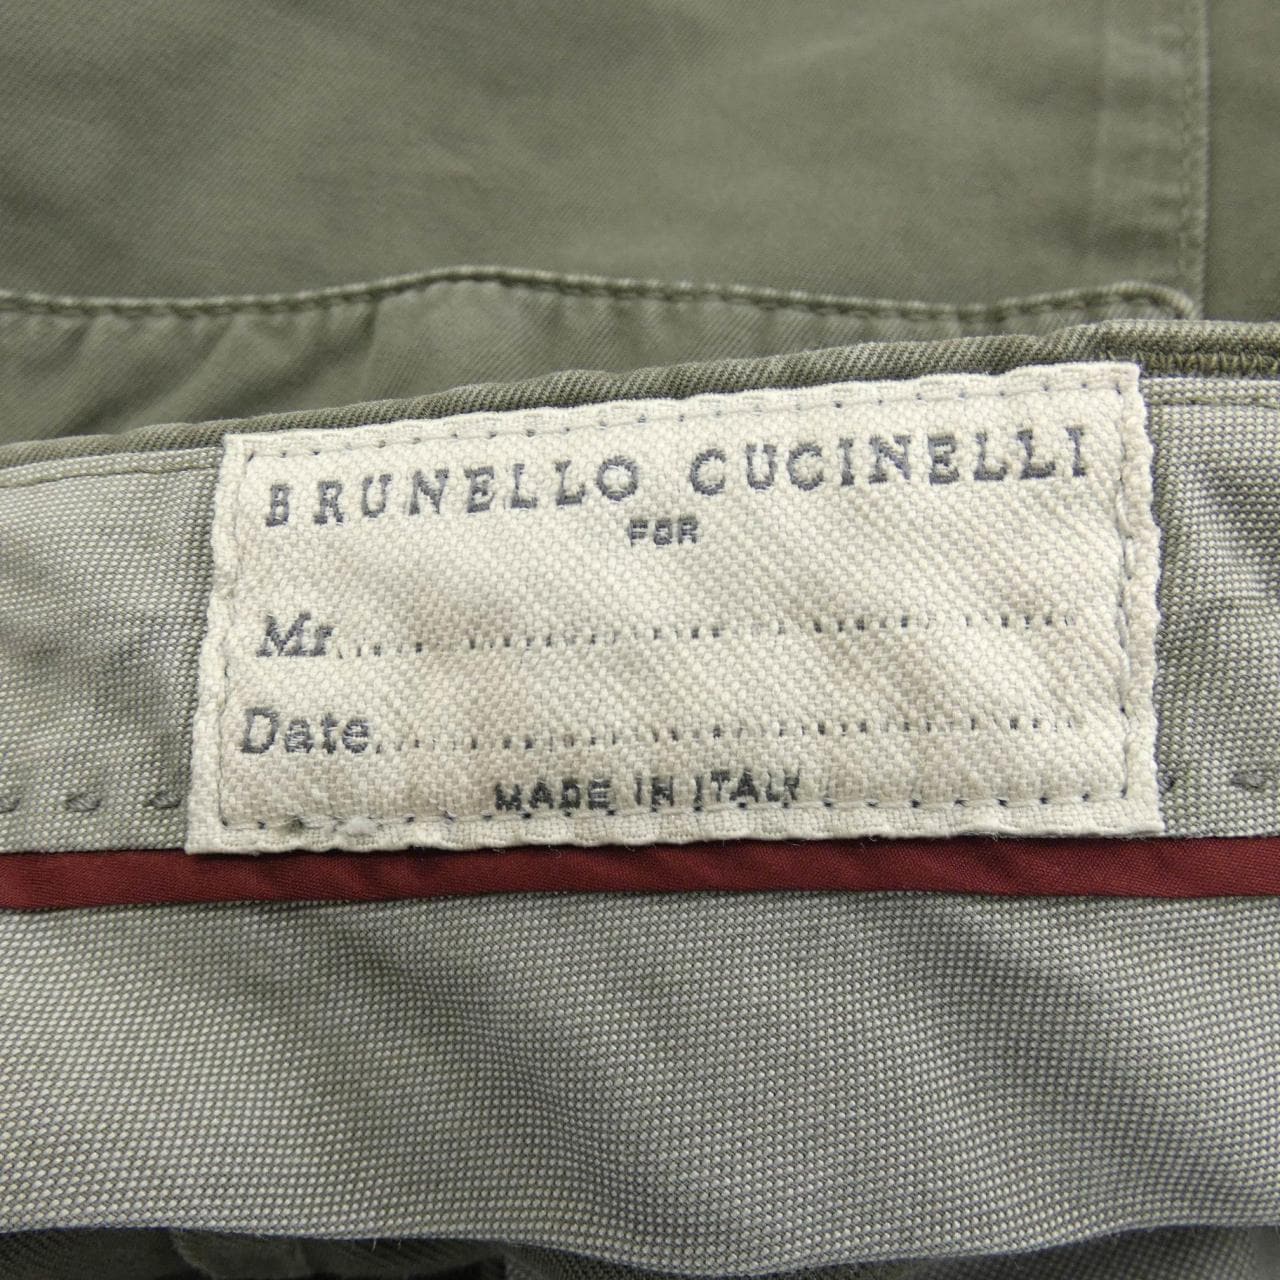 BRUNELLO CUCINELLI
FOR
Mr..............................
Date..............................
MADE IN ITALY